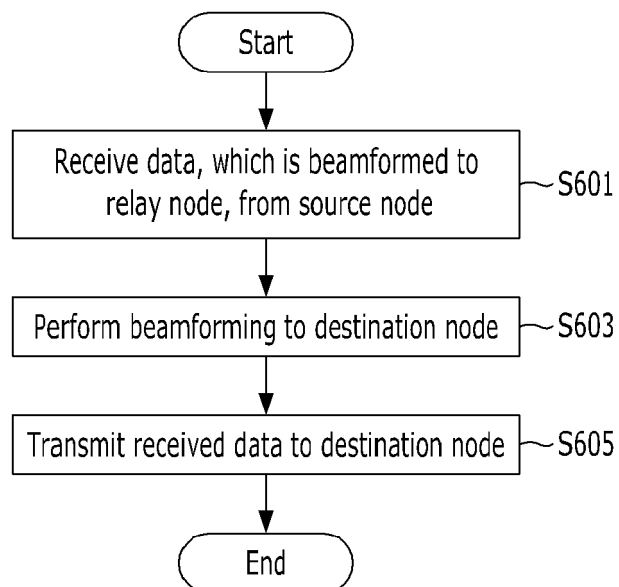 Start
Receive data, which is beamformed to
relay node, from source node
S601
Perform beamforming to destination node
S603
Transmit received data to destination node
S605
End